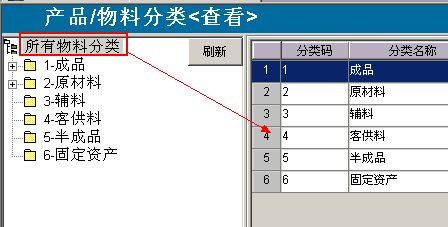 产品/物料分类<查看>
所有物料分类
1-成品
2-原材料
3-辅料
4-客供料
5-半成品
6-固定资产
刷新
分类码 分类名称
1 1 成品
2 2 原材料
3 3 辅料
4 4 客供料
5 5 半成品
6 6 固定资产